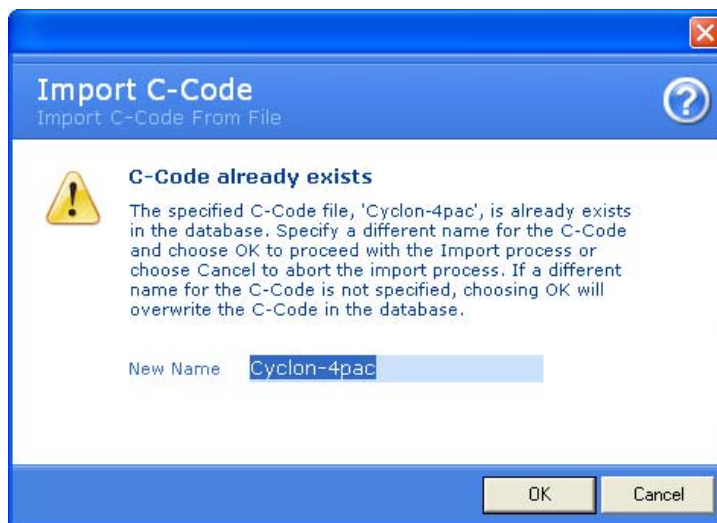 Import C-Code
Import C-Code From File
C-Code already exists
The specified C-Code file, 'Cyclon-4pac', is already exists
in the database. Specify a different name for the C-Code
and choose OK to proceed with the Import process or
choose Cancel to abort the import process. If a different
name for the C-Code is not specified, choosing OK will
overwrite the C-Code in the database.
New Name Cyclon-4pac
OK Cancel